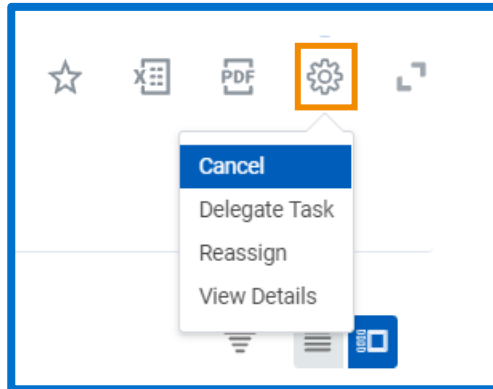 X
PDF
Cancel
Delegate Task
Reassign
View Details